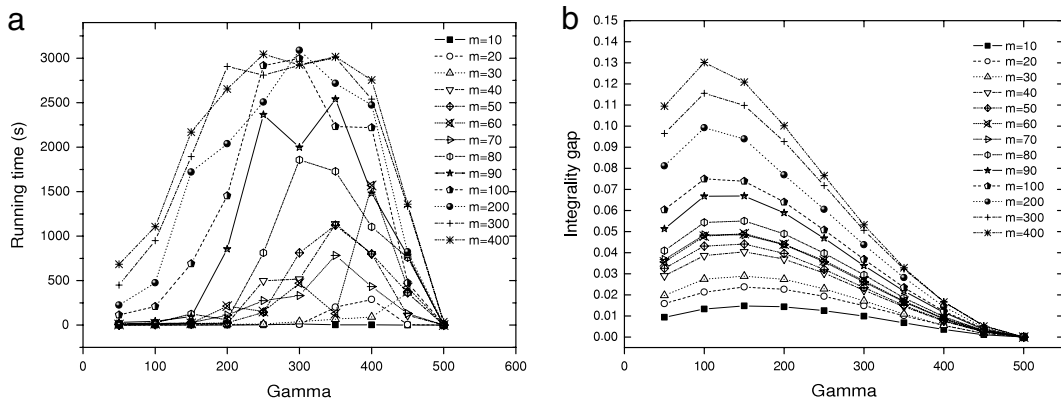 a
Running time (s)
3000
2500
2000
1500
1000
500
0
0
100
200
300
400
500
600
Gamma
m=10
m=20
m=30
m=40
m=50
m=60
m=70
m=80
m=90
m=100
m=200
m=300
m=400
b
Integrality gap
0.15
0.14
0.13
0.12
0.11
0.10
0.09
0.08
0.07
0.06
0.05
0.04
0.03
0.02
0.01
0.00
0
100
200
300
400
500
Gamma
m=10
m=20
m=30
m=40
m=50
m=60
m=70
m=80
m=90
m=100
m=200
m=300
m=400